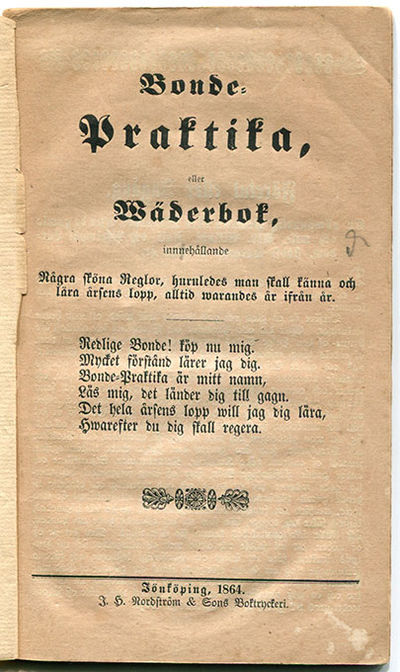 Bonde-
Praktika,
eller
Wäderbok,
innehållande
Några sköna Reglor, huruledes man skall känna och
lära årsens lopp, alltid warandes år ifrån år.
Redlige Bonde! köp nu mig.
Mycket förstånd lärer jag dig.
Bonde-Praktika är mitt namn,
Läs mig, det länder dig till gagn.
Det hela årsens lopp will jag dig lära,
Hwarefter du dig skall regera.
Jönköping, 1864.
J. H. Nordström & Sons Boktryckeri.